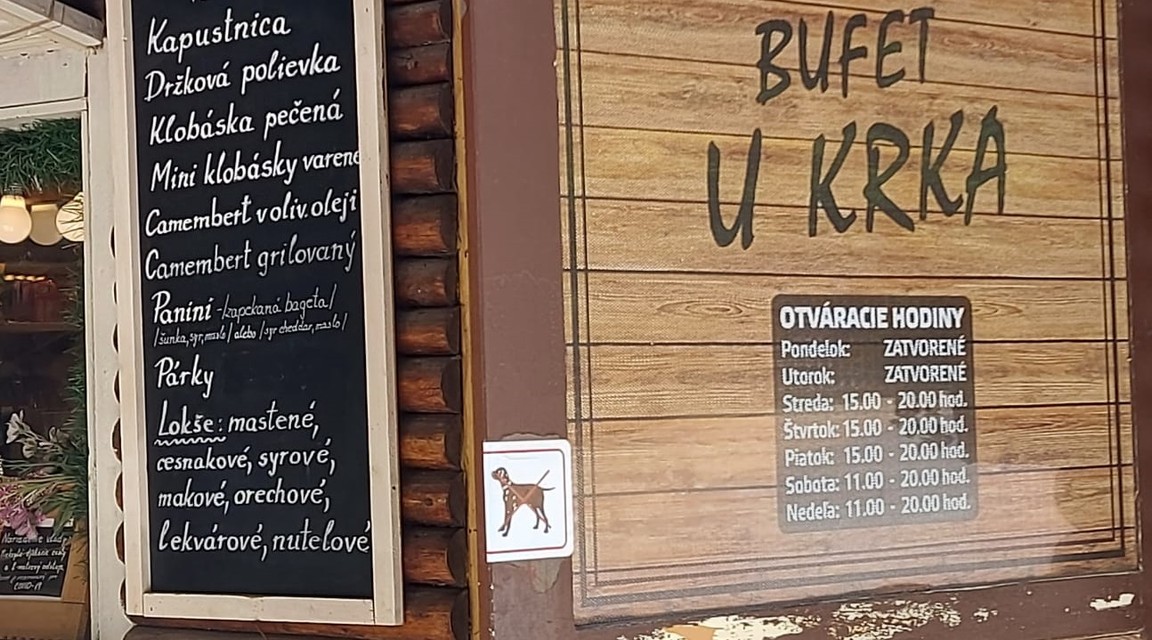 Kapustnica
Držková polievka
Klobáska pečená
Mini klobásky varené
Camembert v oliv. oleji
Camembert grilovaný
Panini - /zapekaná bageta/
/šunka, syr, maslo/ alebo /syr cheddar, maslo/
Párky
Lokše: mastené,
cesnakové, syrové,
makové, orechové,
lekvárové, nutelové
BUFET
U KRKA
OTVÁRACIE HODINY
Pondelok: ZATVORENÉ
Utorok: ZATVORENÉ
Streda: 15.00 - 20.00 hod.
Štvrtok: 15.00 - 20.00 hod.
Piatok: 15.00 - 20.00 hod.
Sobota: 11.00 - 20.00 hod.
Nedeľa: 11.00 - 20.00 hod.
COVID-19